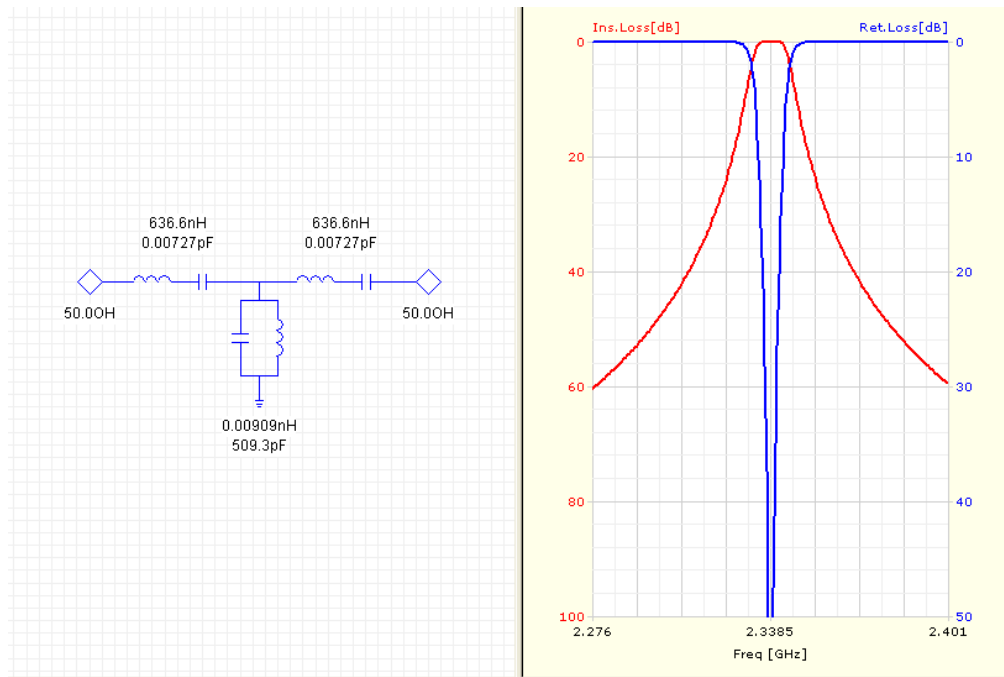 636.6nH
0.00727pF
636.6nH
0.00727pF
50.0OH
50.0OH
0.00909nH
509.3pF
Ins.Loss[dB]
Ret.Loss[dB]
0
0
20
10
40
20
60
30
80
40
100
50
2.276
2.3385
2.401
Freq [GHz]